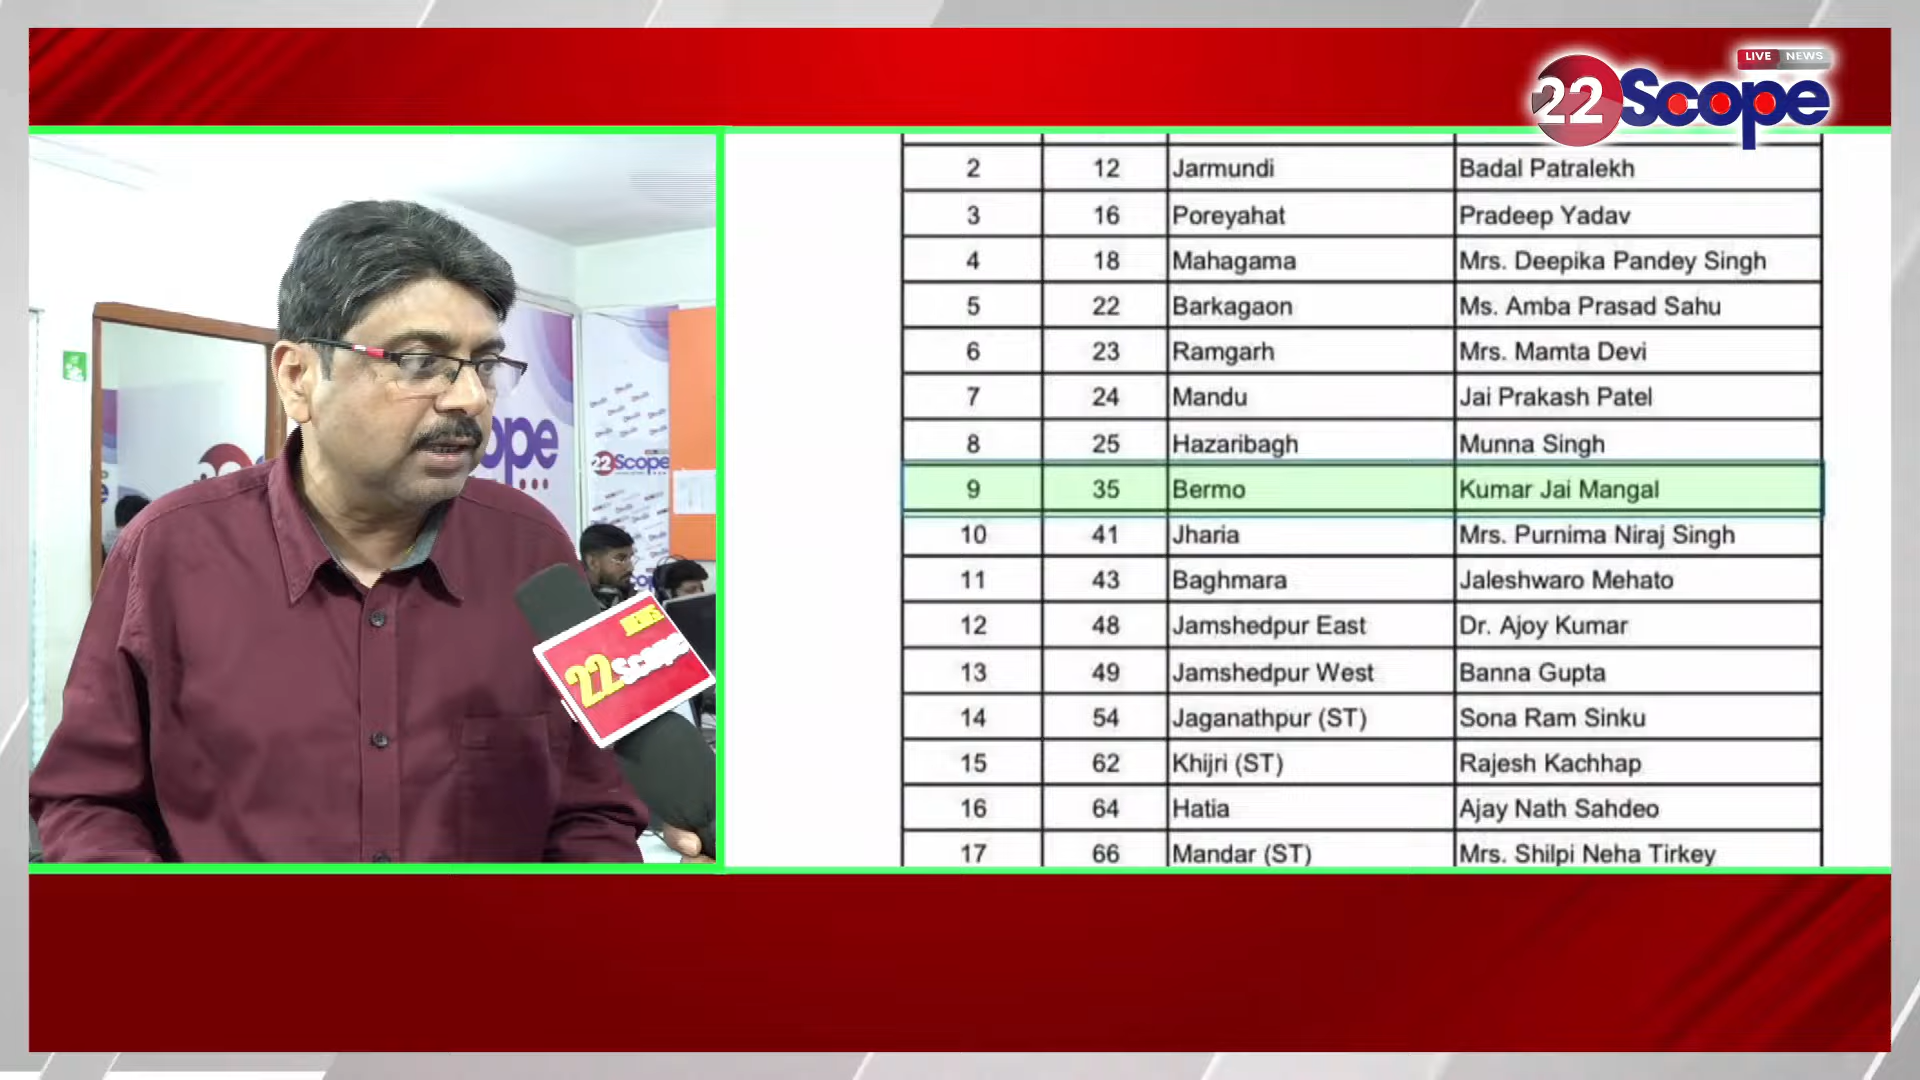 LIVE NEWS
22Scope
2 12 Jarmundi Badal Patralekh
3 16 Poreyahat Pradeep Yadav
4 18 Mahagama Mrs. Deepika Pandey Singh
5 22 Barkagaon Ms. Amba Prasad Sahu
6 23 Ramgarh Mrs. Mamta Devi
7 24 Mandu Jai Prakash Patel
8 25 Hazaribagh Munna Singh
9 35 Bermo Kumar Jai Mangal
10 41 Jharia Mrs. Purnima Niraj Singh
11 43 Baghmara Jaleshwaro Mehato
12 48 Jamshedpur East Dr. Ajoy Kumar
13 49 Jamshedpur West Banna Gupta
14 54 Jaganathpur (ST) Sona Ram Sinku
15 62 Khijri (ST) Rajesh Kachhap
16 64 Hatia Ajay Nath Sahdeo
17 66 Mandar (ST) Mrs. Shilpi Neha Tirkey
cope
22Scope
22
NEWS
22Scope